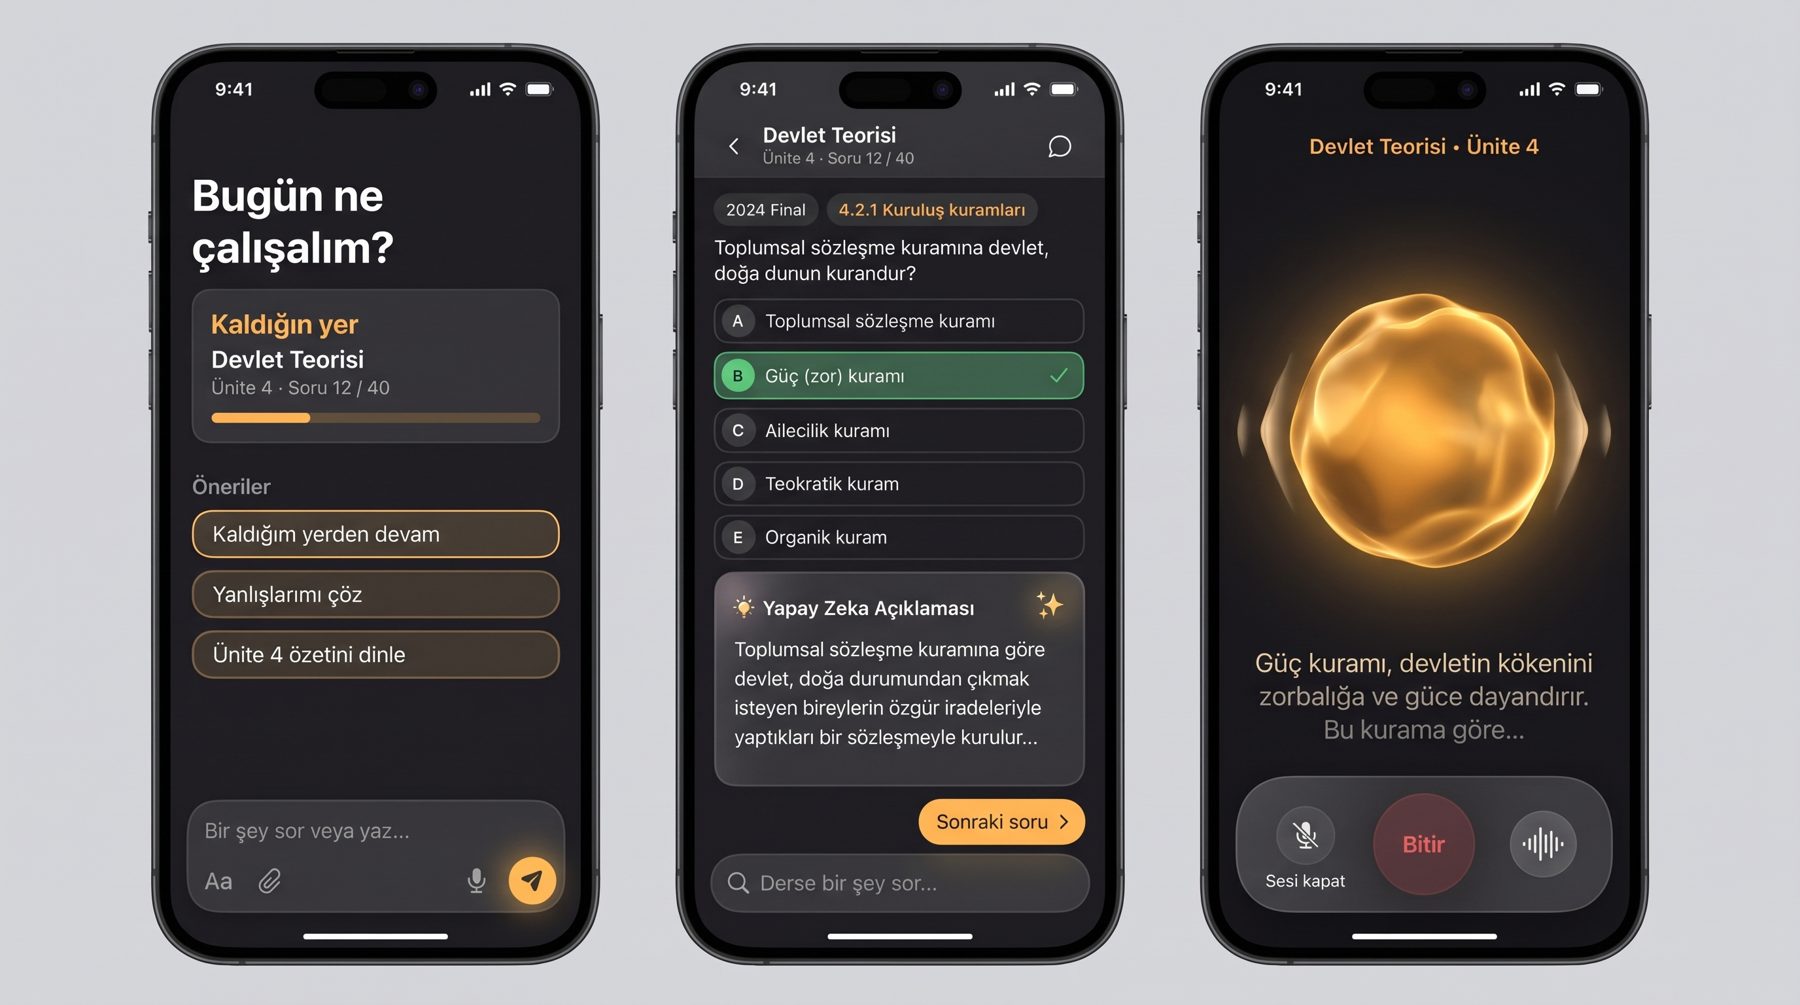 9:41
Bugün ne
çalışalım?
Kaldığın yer
Devlet Teorisi
Ünite 4 · Soru 12 / 40
Öneriler
Kaldığım yerden devam
Yanlışlarımı çöz
Ünite 4 özetini dinle
Bir şey sor veya yaz...
Aa
9:41
Devlet Teorisi
Ünite 4 · Soru 12 / 40
2024 Final
4.2.1 Kuruluş kuramları
Toplumsal sözleşme kuramına devlet,
doğa dunun kurandur?
A Toplumsal sözleşme kuramı
B Güç (zor) kuramı
C Ailecilik kuramı
D Teokratik kuram
E Organik kuram
Yapay Zeka Açıklaması
Toplumsal sözleşme kuramına göre
devlet, doğa durumundan çıkmak
isteyen bireylerin özgür iradeleriyle
yaptıkları bir sözleşmeyle kurulur...
Sonraki soru
Derse bir şey sor...
9:41
Devlet Teorisi • Ünite 4
Güç kuramı, devletin kökenini
zorbalığa ve güce dayandırır.
Bu kurama göre...
Sesi kapat
Bitir